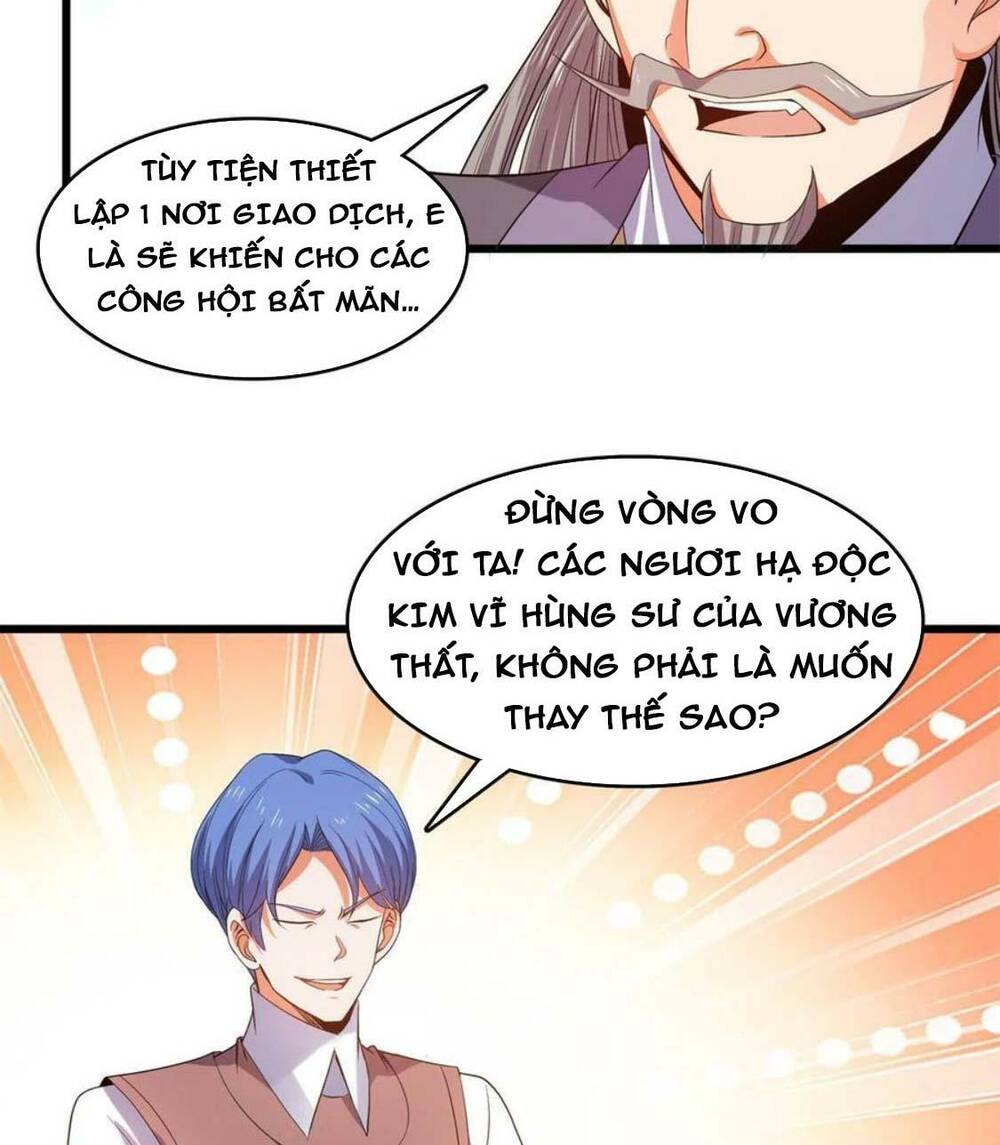 TÙY TIỆN THIẾT
LẬP 1 NƠI GIAO DỊCH, E
LÀ SẼ KHIẾN CHO CÁC
CÔNG HỘI BẤT MÃN...
ĐỪNG VÒNG VO
VỚI TA! CÁC NGƯƠI HẠ ĐỘC
KIM VĨ HÙNG SƯ CỦA VƯƠNG
THẤT, KHÔNG PHẢI LÀ MUỐN
THAY THẾ SAO?